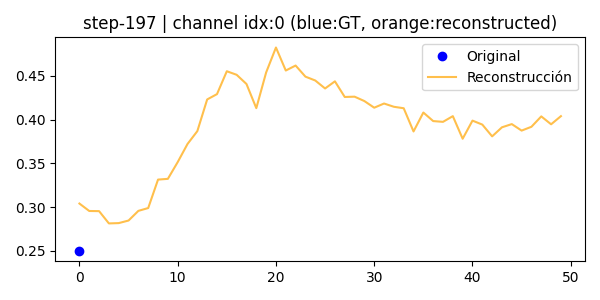 step-197 | channel idx:0 (blue:GT, orange:reconstructed)
Original
Reconstrucción
0.45
0.40
0.35
0.30
0.25
0 10 20 30 40 50